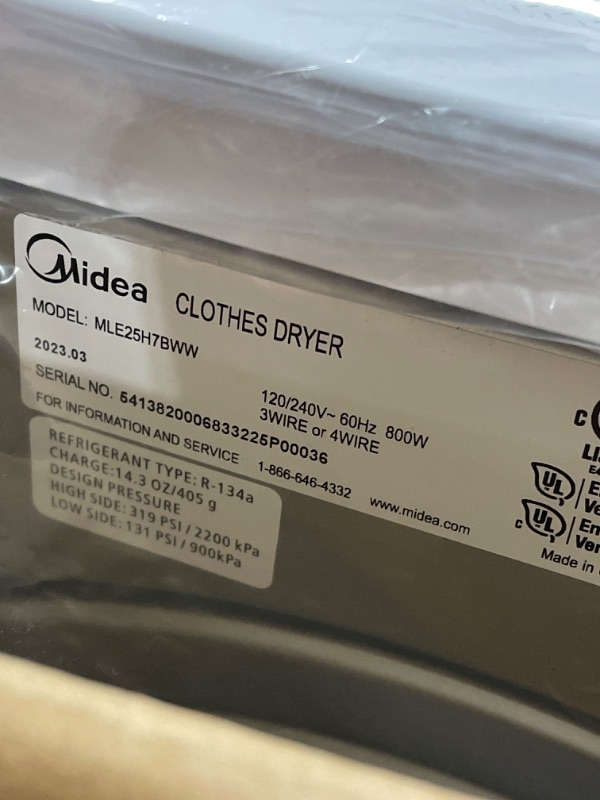 Midea CLOTHES DRYER
MODEL: MLE25H7BWW
2023.03
120/240V~ 60Hz 800W
3WIRE or 4WIRE
SERIAL NO. 5413820006833225P00036
FOR INFORMATION AND SERVICE 1-866-646-4332 www.midea.com
REFRIGERANT TYPE: R-134a
CHARGE:14.3 OZ/405 g
DESIGN PRESSURE
HIGH SIDE: 319 PSI / 2200 kPa
LOW SIDE: 131 PSI / 900kPa
C
UL
C UL
Made in